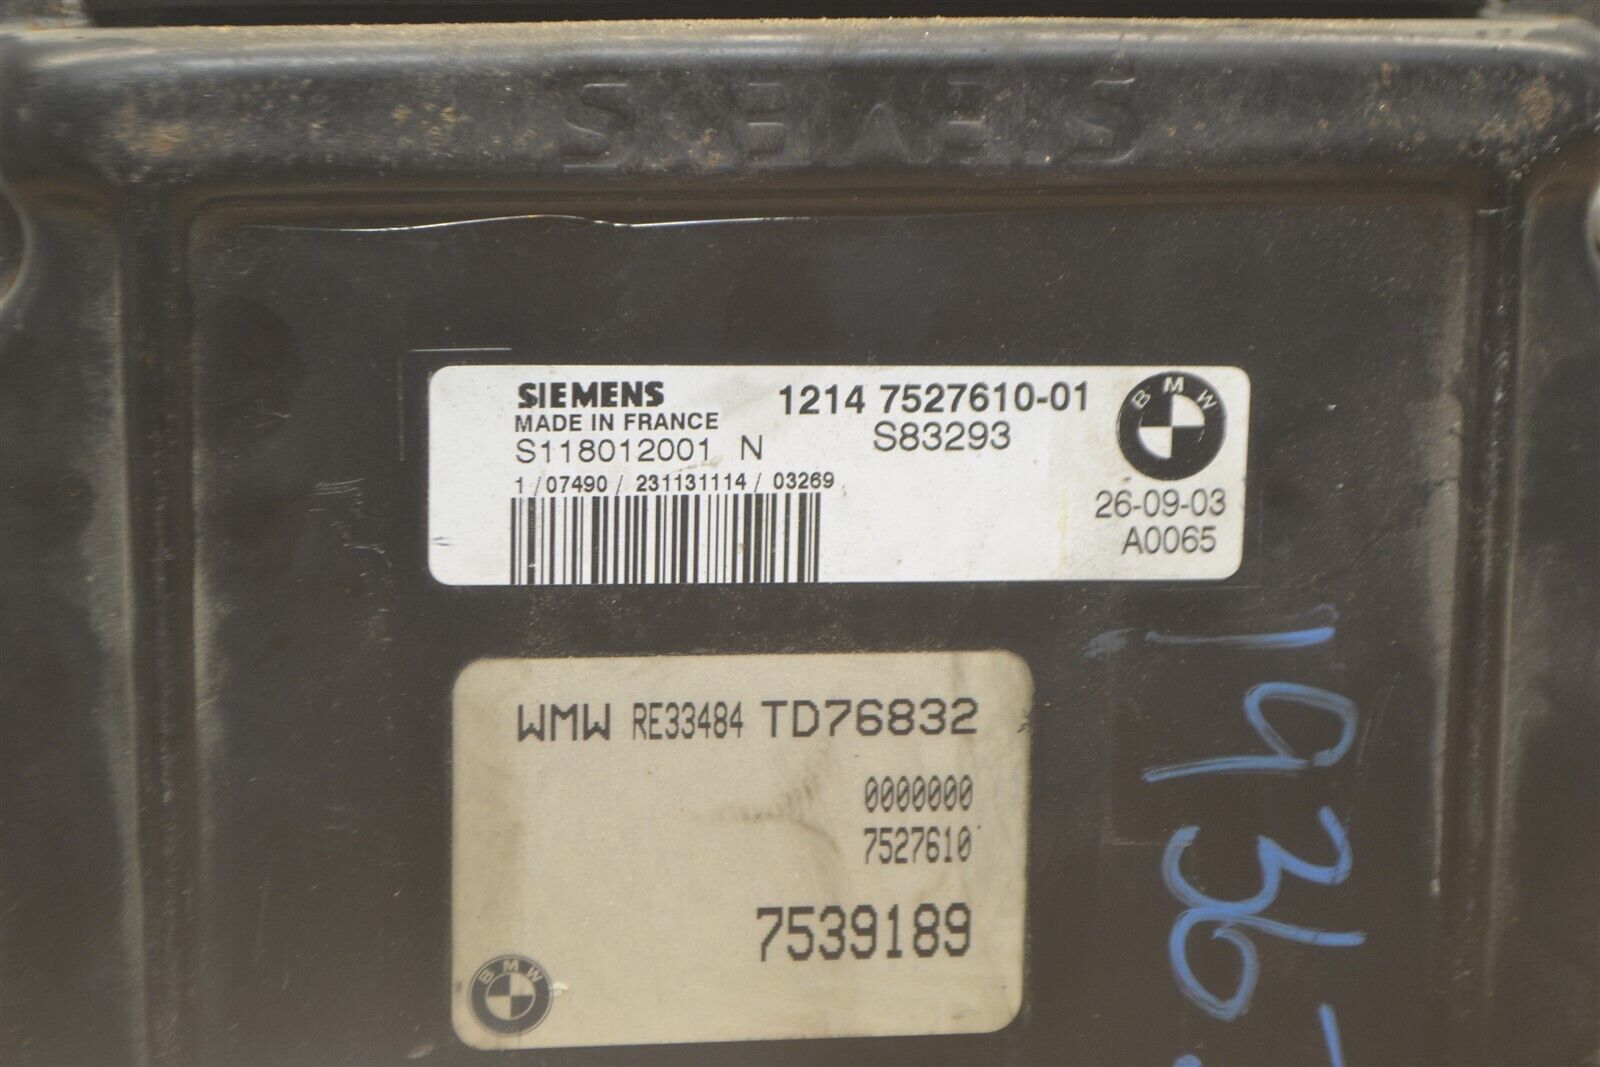 SIEMENS
MADE IN FRANCE
S118012001 N
1 / 07490 / 231131114 / 03269
1214 7527610-01
S83293
BMW
26-09-03
A0065
WMW RE33484 TD76832
0000000
7527610
7539189
BMW
1936-